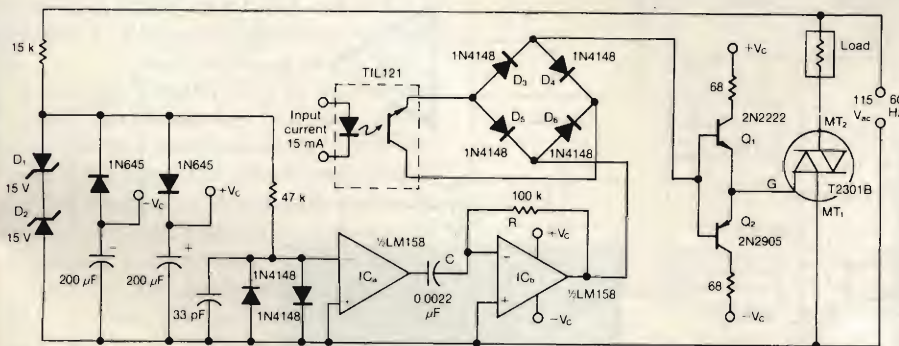 15 k
D1
15 V
D2
15 V
1N645
−Vc
200 µF
−
1N645
+Vc
+
200 µF
47 k
33 pF
1N4148
1N4148
TIL121
Input
current
15 mA
1N4148
D3
1N4148
D4
D5
1N4148
D6
1N4148
½LM158
−
+
ICa
C
0.0022
µF
100 k
R
−
+
ICb
+Vc
−Vc
½LM158
+Vc
68
2N2222
Q1
G
Q2
2N2905
68
−Vc
Load
MT2
T2301B
MT1
115
Vac
60